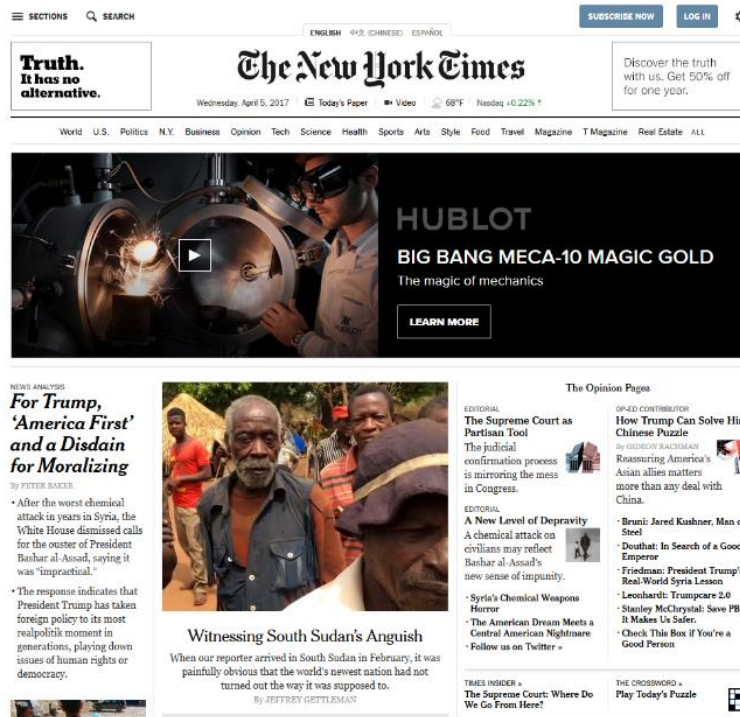 SECTIONS
SEARCH
SUBSCRIBE NOW
LOG IN
ENGLISH 中文 (CHINESE) ESPAÑOL
Truth.
It has no
alternative.
The New York Times
Discover the truth
with us. Get 50% off
for one year.
Wednesday, April 5, 2017
Today's Paper
Video
68°F
Nasdaq +0.22% ↑
World U.S. Politics N.Y. Business Opinion Tech Science Health Sports Arts Style Food Travel Magazine T Magazine Real Estate ALL
HUBLOT
BIG BANG MECA-10 MAGIC GOLD
The magic of mechanics
LEARN MORE
HUBLOT
NEWS ANALYSIS
For Trump,
‘America First’
and a Disdain
for Moralizing
By PETER BAKER
• After the worst chemical
attack in years in Syria, the
White House dismissed calls
for the ouster of President
Bashar al-Assad, saying it
was “impractical.”
• The response indicates that
President Trump has taken
foreign policy to its most
realpolitik moment in
generations, playing down
issues of human rights or
democracy.
Witnessing South Sudan’s Anguish
When our reporter arrived in South Sudan in February, it was
painfully obvious that the world’s newest nation had not
turned out the way it was supposed to.
By JEFFREY GETTLEMAN
The Opinion Pages
EDITORIAL
The Supreme Court as
Partisan Tool
The judicial
confirmation process
is mirroring the mess
in Congress.
EDITORIAL
A New Level of Depravity
A chemical attack on
civilians may reflect
Bashar al-Assad’s
new sense of impunity.
· Syria’s Chemical Weapons
Horror
· The American Dream Meets a
Central American Nightmare
· Follow us on Twitter »
OP-ED CONTRIBUTOR
How Trump Can Solve His
Chinese Puzzle
By GIDEON RACHMAN
Reassuring America’s
Asian allies matters
more than any deal with
China.
· Bruni: Jared Kushner, Man o
Steel
· Douthat: In Search of a Good
Emperor
· Friedman: President Trump’s
Real-World Syria Lesson
· Leonhardt: Trumpcare 2.0
· Stanley McChrystal: Save PB
It Makes Us Safer.
· Check This Box if You’re a
Good Person
TIMES INSIDER »
The Supreme Court: Where Do
We Go From Here?
THE CROSSWORD »
Play Today’s Puzzle